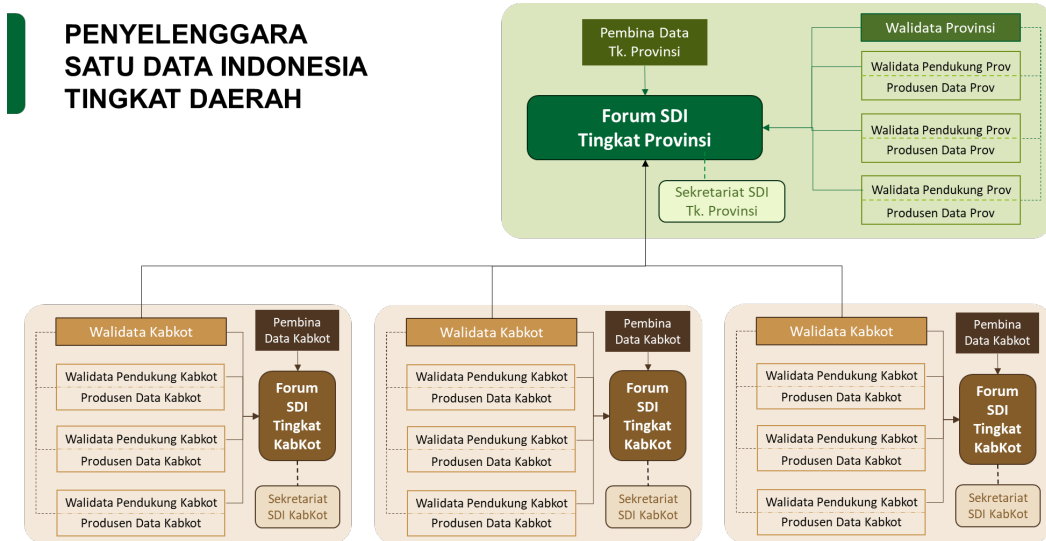 PENYELENGGARA
SATU DATA INDONESIA
TINGKAT DAERAH
Pembina Data
Tk. Provinsi
Forum SDI
Tingkat Provinsi
Sekretariat SDI
Tk. Provinsi
Walidata Provinsi
Walidata Pendukung Prov
Produsen Data Prov
Walidata Pendukung Prov
Produsen Data Prov
Walidata Pendukung Prov
Produsen Data Prov
Walidata Kabkot
Walidata Pendukung Kabkot
Produsen Data Kabkot
Walidata Pendukung Kabkot
Produsen Data Kabkot
Walidata Pendukung Kabkot
Produsen Data Kabkot
Pembina
Data Kabkot
Forum
SDI
Tingkat
KabKot
Sekretariat
SDI KabKot
Walidata Kabkot
Walidata Pendukung Kabkot
Produsen Data Kabkot
Walidata Pendukung Kabkot
Produsen Data Kabkot
Walidata Pendukung Kabkot
Produsen Data Kabkot
Pembina
Data Kabkot
Forum
SDI
Tingkat
KabKot
Sekretariat
SDI KabKot
Walidata Kabkot
Walidata Pendukung Kabkot
Produsen Data Kabkot
Walidata Pendukung Kabkot
Produsen Data Kabkot
Walidata Pendukung Kabkot
Produsen Data Kabkot
Pembina
Data Kabkot
Forum
SDI
Tingkat
KabKot
Sekretariat
SDI KabKot